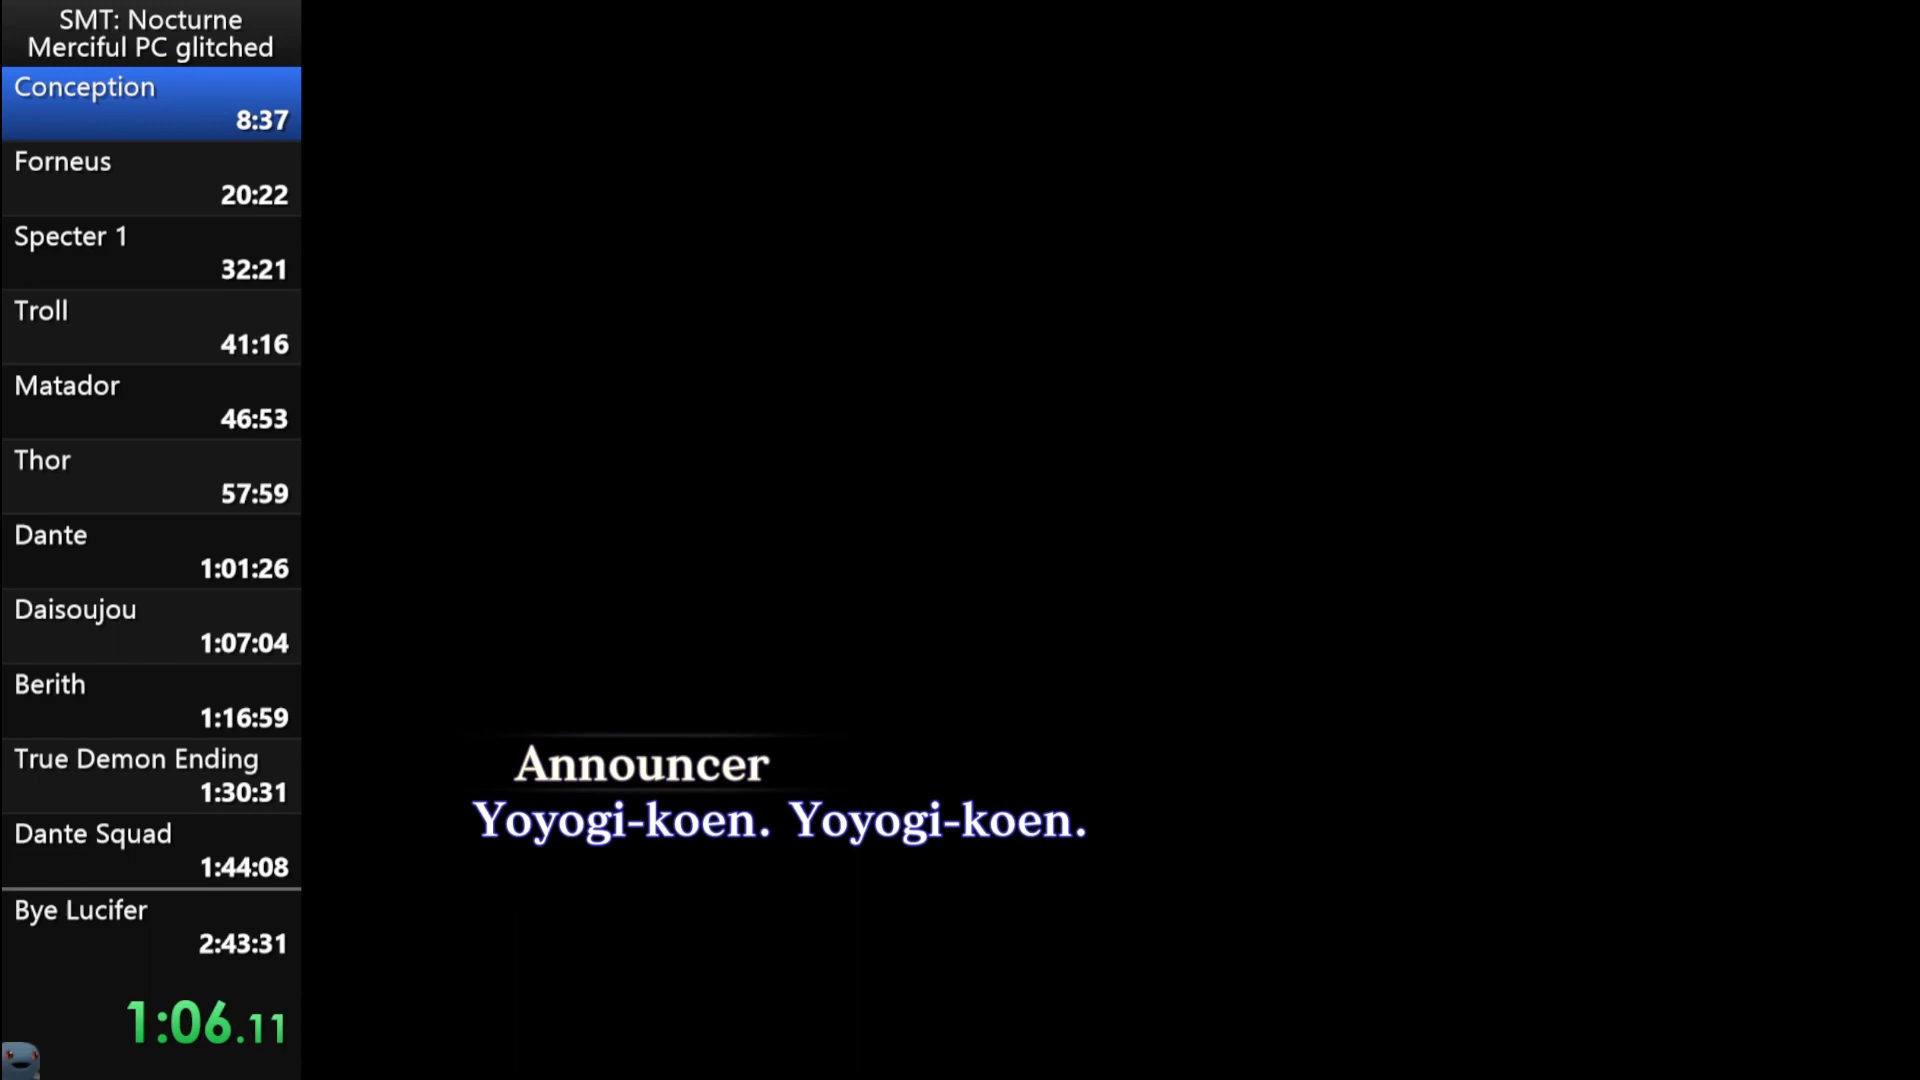 SMT: Nocturne
Merciful PC glitched
Conception
8:37
Forneus
20:22
Specter 1
32:21
Troll
41:16
Matador
46:53
Thor
57:59
Dante
1:01:26
Daisoujou
1:07:04
Berith
1:16:59
True Demon Ending
1:30:31
Dante Squad
1:44:08
Bye Lucifer
2:43:31
1:06.11
Announcer
Yoyogi-koen. Yoyogi-koen.